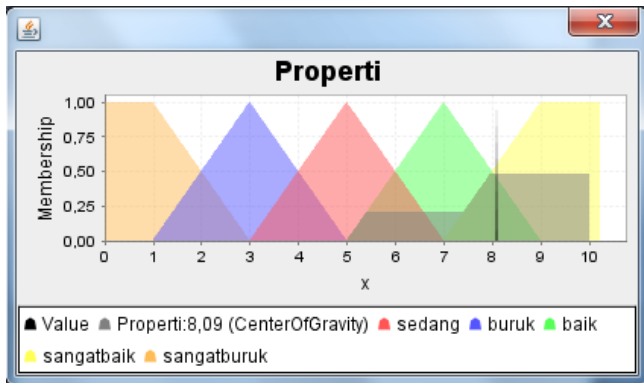 Properti
Membership
1,00
0,75
0,50
0,25
0,00
0 1 2 3 4 5 6 7 8 9 10
x
Value Properti:8,09 (CenterOfGravity) sedang buruk baik
sangatbaik sangatburuk